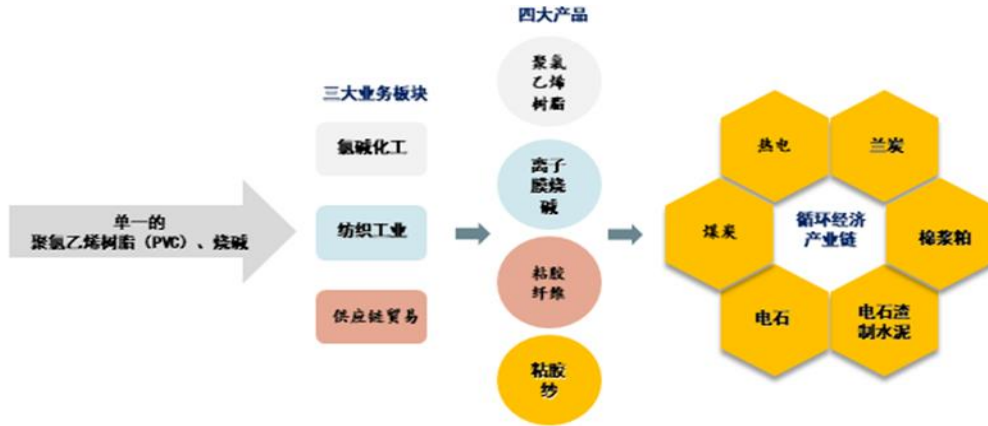 单一的
聚氯乙烯树脂（PVC）、烧碱
三大业务板块
氯碱化工
纺织工业
供应链贸易
四大产品
聚氯
乙烯
树脂
离子
膜烧
碱
粘胶
纤维
粘胶
纱
热电
兰炭
煤炭
循环经济
产业链
棉浆粕
电石
电石渣
制水泥